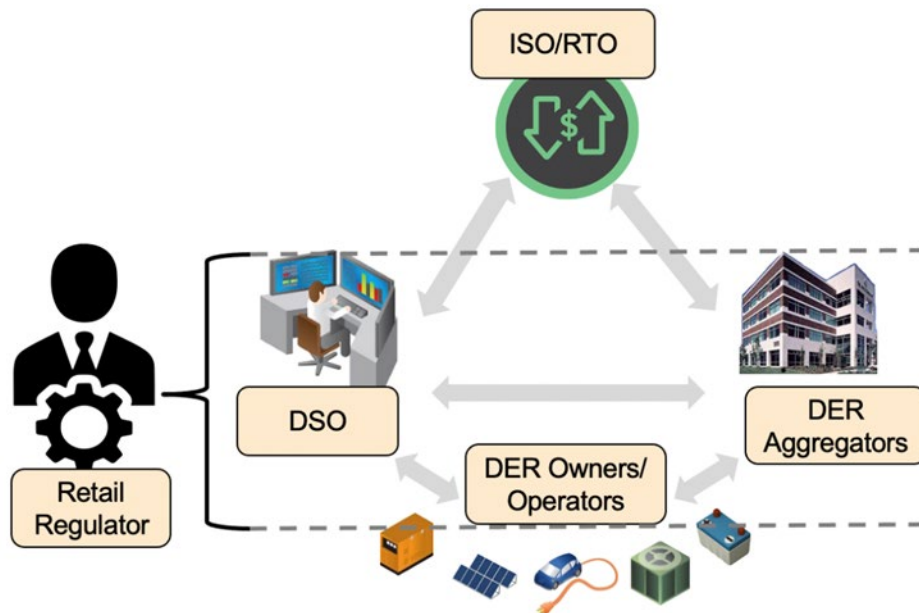 ISO/RTO
$
DSO
DER
Aggregators
DER Owners/
Operators
Retail
Regulator